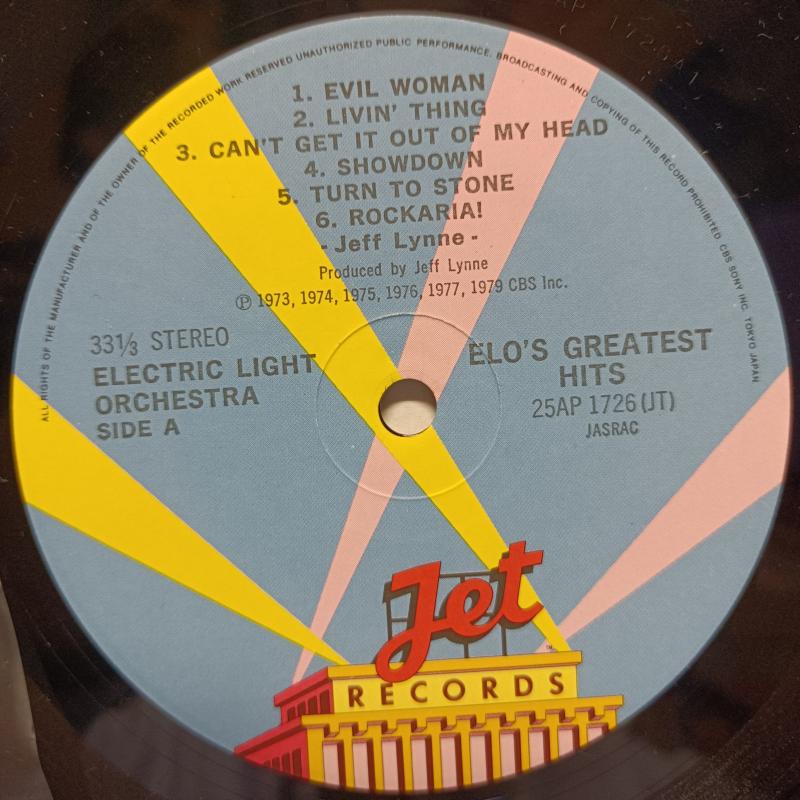 ALL RIGHTS OF THE MANUFACTURER AND OF THE OWNER OF THE RECORDED WORK RESERVED UNAUTHORIZED PUBLIC PERFORMANCE. BROADCASTING AND COPYING OF THIS RECORD PROHIBITED CBS SONY INC. TOKYO JAPAN
1. EVIL WOMAN
2. LIVIN' THING
3. CAN'T GET IT OUT OF MY HEAD
4. SHOWDOWN
5. TURN TO STONE
6. ROCKARIA!
- Jeff Lynne -
Produced by Jeff Lynne
Ⓟ 1973, 1974, 1975, 1976, 1977, 1979 CBS Inc.
33⅓ STEREO
ELECTRIC LIGHT
ORCHESTRA
SIDE A
ELO'S GREATEST
HITS
25AP 1726(JT)
JASRAC
Jet
RECORDS